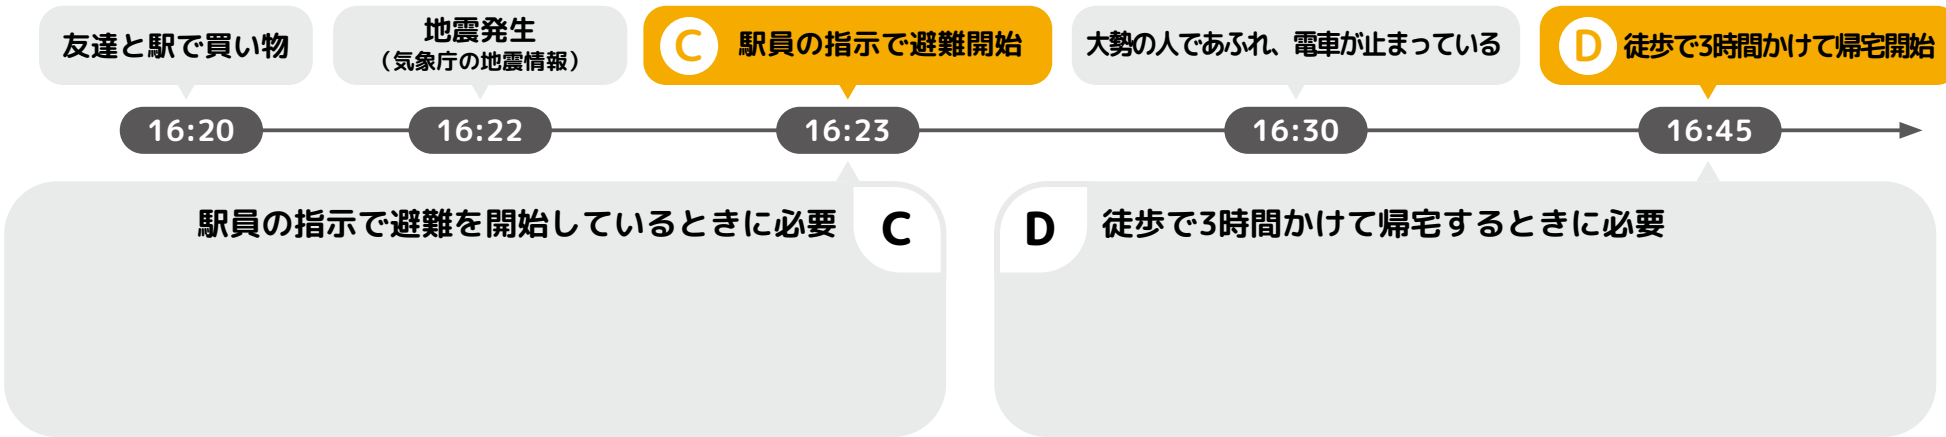 友達と駅で買い物
地震発生
（気象庁の地震情報）
C 駅員の指示で避難開始
大勢の人であふれ、電車が止まっている
D 徒歩で3時間かけて帰宅開始
16:20
16:22
16:23
16:30
16:45
駅員の指示で避難を開始しているときに必要 C
D 徒歩で3時間かけて帰宅するときに必要